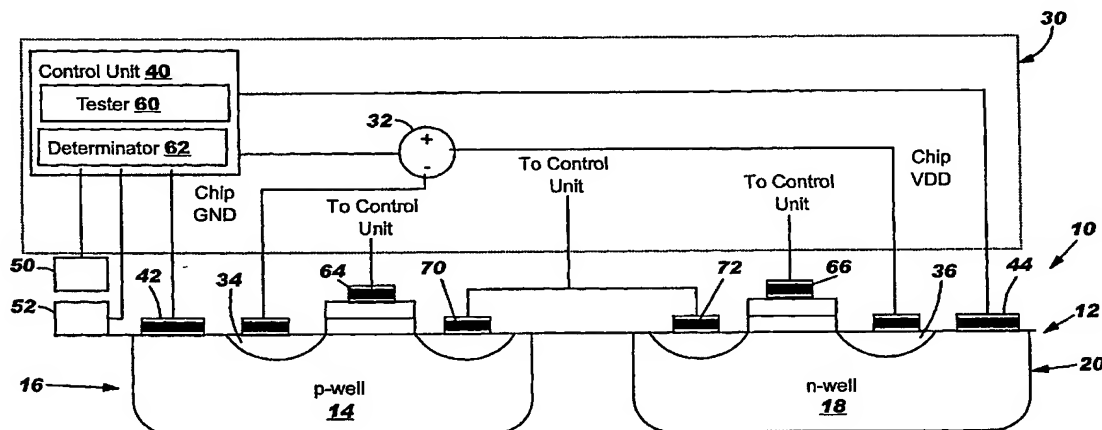 30
Control Unit 40
Tester 60
Determinator 62
32
+
-
Chip
GND
To Control
Unit
To Control
Unit
To Control
Unit
Chip
VDD
10
50
52
42
34
64
70
72
66
36
44
12
16
p-well
14
n-well
18
20